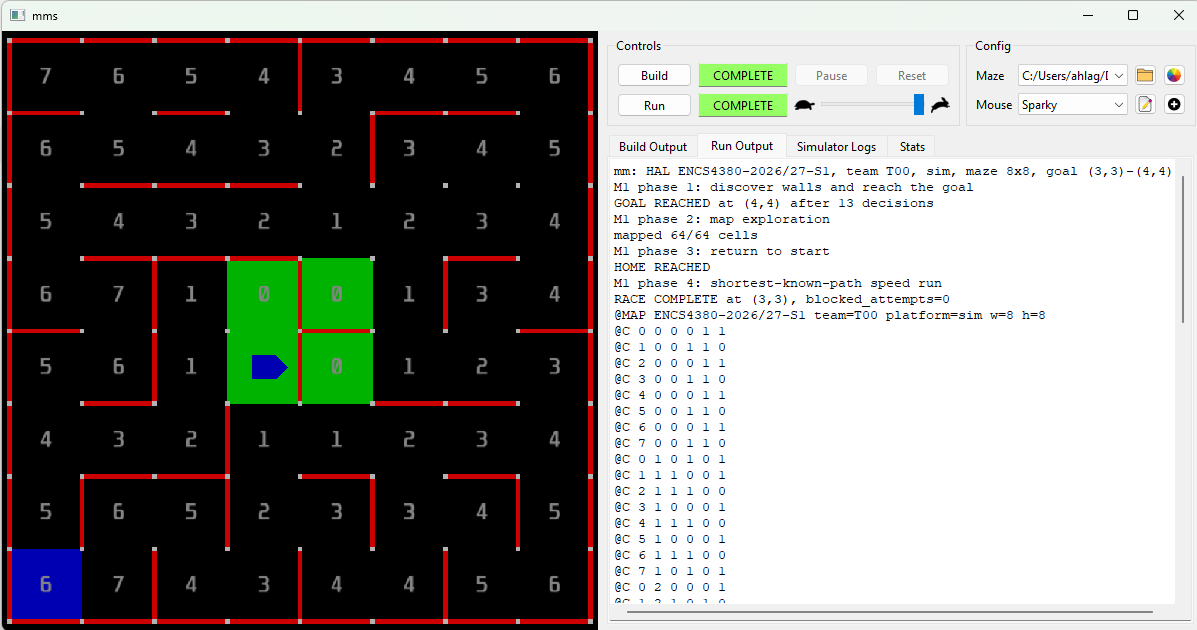 mms
7 6 5 4 3 4 5 6
6 5 4 3 2 3 4 5
5 4 3 2 1 2 3 4
6 7 1 0 0 1 3 4
5 6 1 0 1 2 3
4 3 2 1 1 2 3 4
5 6 5 2 3 3 4 5
6 7 4 3 4 4 5 6
Controls
Build COMPLETE Pause Reset
Run COMPLETE
Config
Maze C:/Users/ahlag/
Mouse Sparky
Build Output Run Output Simulator Logs Stats
mm: HAL ENCS4380-2026/27-S1, team T00, sim, maze 8x8, goal (3,3)-(4,4)
M1 phase 1: discover walls and reach the goal
GOAL REACHED at (4,4) after 13 decisions
M1 phase 2: map exploration
mapped 64/64 cells
M1 phase 3: return to start
HOME REACHED
M1 phase 4: shortest-known-path speed run
RACE COMPLETE at (3,3), blocked_attempts=0
@MAP ENCS4380-2026/27-S1 team=T00 platform=sim w=8 h=8
@C 0 0 0 0 1 1
@C 1 0 0 1 1 0
@C 2 0 0 0 1 1
@C 3 0 0 1 1 0
@C 4 0 0 0 1 1
@C 5 0 0 1 1 0
@C 6 0 0 0 1 1
@C 7 0 0 1 1 0
@C 0 1 0 1 0 1
@C 1 1 1 0 0 1
@C 2 1 1 1 0 0
@C 3 1 0 0 0 1
@C 4 1 1 1 0 0
@C 5 1 0 0 0 1
@C 6 1 1 1 0 0
@C 7 1 0 1 0 1
@C 0 2 0 0 0 1
@C 1 2 1 0 1 0